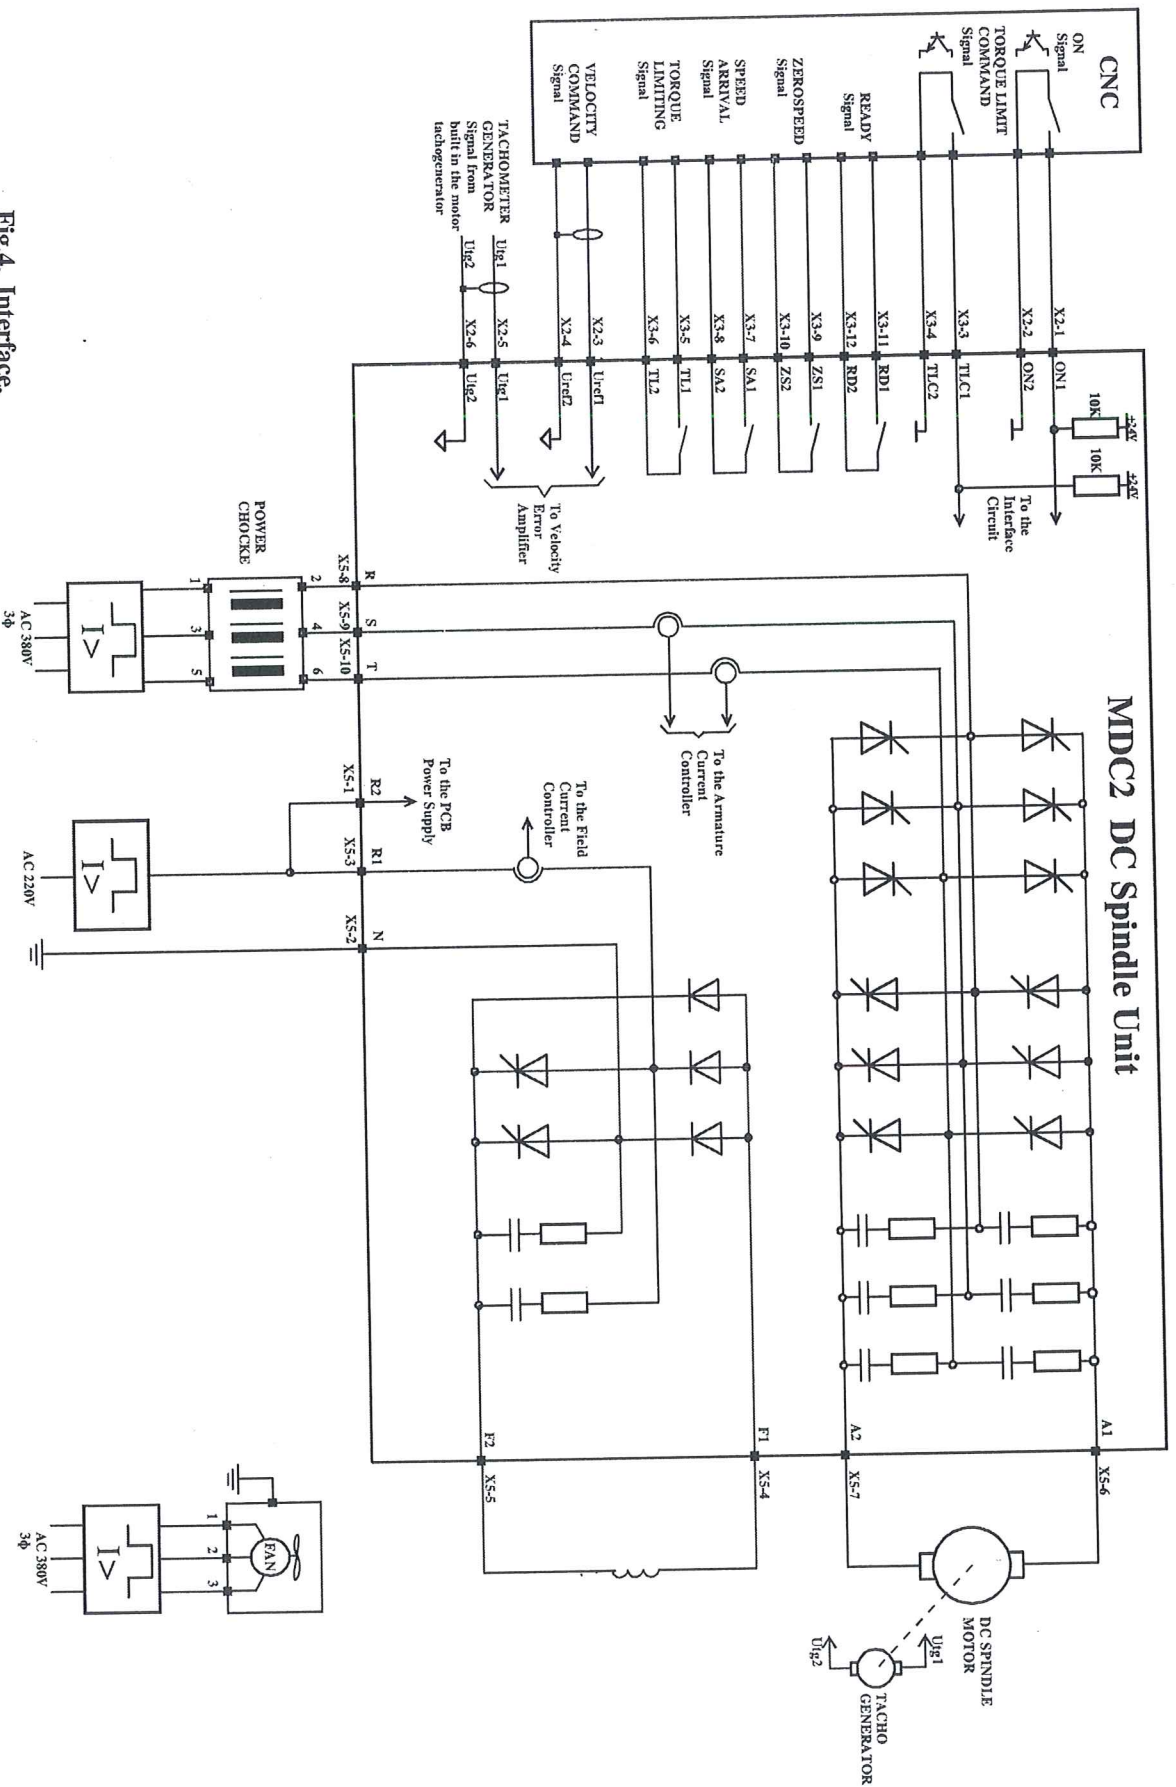 CNC
ON
Signal
TORQUE LIMIT
COMMAND
Signal
READY
Signal
ZEROSPEED
Signal
SPEED
ARRIVAL
Signal
TORQUE
LIMITING
Signal
VELOCITY
COMMAND
Signal
TACHOMETER
GENERATOR
Signal from
built in the motor
tachogenerator
Utg1
Utg2
X2-1
X2-2
X3-3
X3-4
X3-11
X3-12
X3-9
X3-10
X3-7
X3-8
X3-5
X3-6
X2-3
X2-4
X2-5
X2-6
ON1
ON2
TLC1
TLC2
RD1
RD2
ZS1
ZS2
SA1
SA2
TL1
TL2
Uref1
Uref2
Utg1
Utg2
+24V
10K
+24V
10K
To the
Interface
Circuit
To Velocity
Error
Amplifier
MDC2 DC Spindle Unit
R
S
T
X5-8
X5-9
X5-10
2
4
6
POWER
CHOCKE
1
3
5
I>
AC 380V
3ϕ
To the Armature
Current
Controller
To the Field
Current
Controller
To the PCB
Power Supply
R2
R1
N
X5-1
X5-3
X5-2
I>
AC 220V
A1
A2
F1
F2
X5-6
X5-7
X5-4
X5-5
DC SPINDLE
MOTOR
Utg1
Utg2
TACHO
GENERATOR
FAN
1
2
3
I>
AC 380V
3ϕ
Fig.4. Interface.